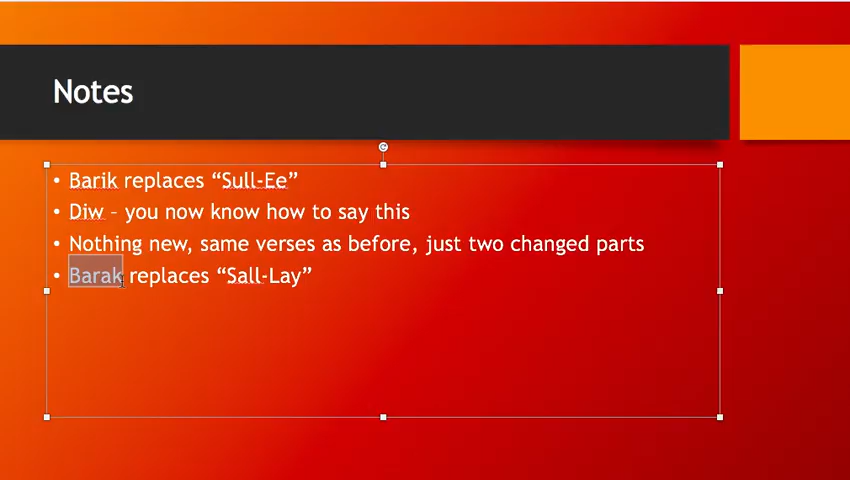 Notes
• Barik replaces “Sull-Ee”
• Diw – you now know how to say this
• Nothing new, same verses as before, just two changed parts
• Barak replaces “Sall-Lay”